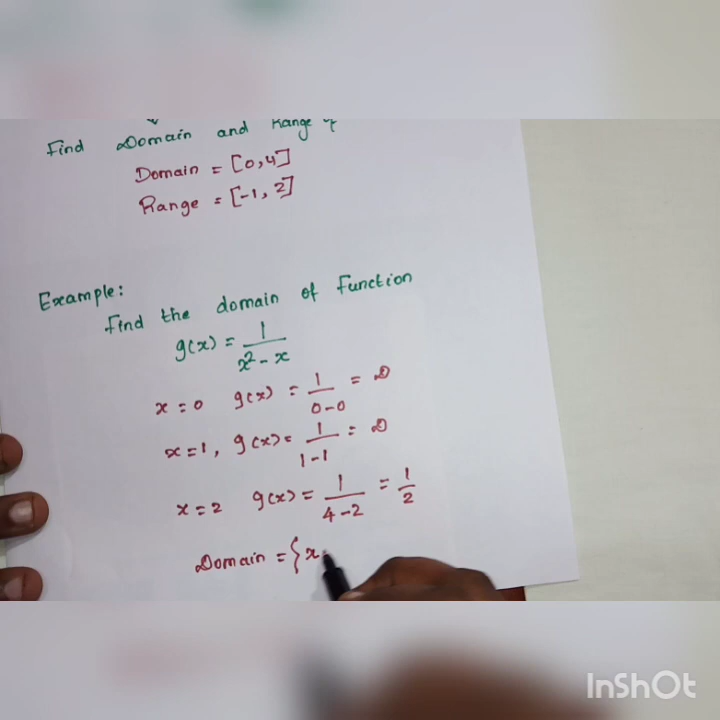 Find Domain and Range of
Domain = [0,4]
Range = [-1, 2]
Example:
Find the domain of Function
g(x) = 1/(x² - x)
x = 0 g(x) = 1/(0-0) = ∞
x = 1, g(x) = 1/(1-1) = ∞
x = 2 g(x) = 1/(4-2) = 1/2
Domain = {x
InShOt